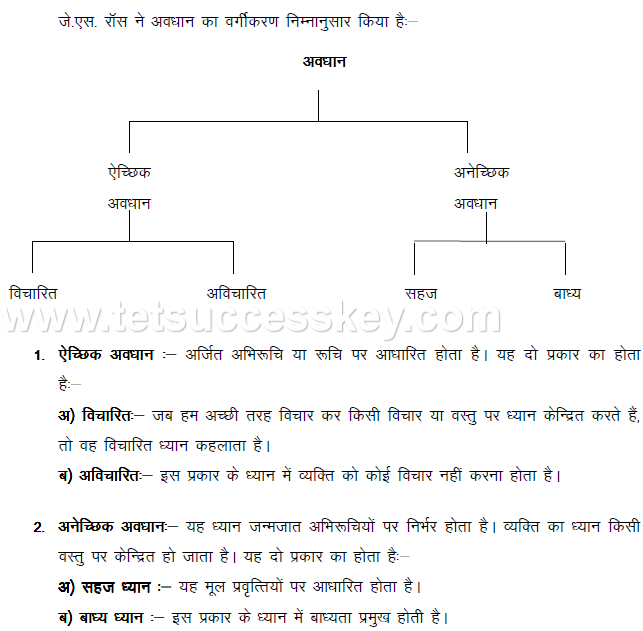 जे.एस. रॉस ने अवधान का वर्गीकरण निम्नानुसार किया हैः–
अवधान
ऐच्छिक अनेच्छिक
अवधान अवधान
विचारित अविचारित सहज बाध्य
www.tetsuccesskey.com
1. ऐच्छिक अवधान :– अर्जित अभिरूचि या रूचि पर आधारित होता है। यह दो प्रकार का होता
हैः–
अ) विचारितः– जब हम अच्छी तरह विचार कर किसी विचार या वस्तु पर ध्यान केन्द्रित करते हैं,
तो वह विचारित ध्यान कहलाता है।
ब) अविचारितः– इस प्रकार के ध्यान में व्यक्ति को कोई विचार नहीं करना होता है।
2. अनेच्छिक अवधानः– यह ध्यान जन्मजात अभिरूचियों पर निर्भर होता है। व्यक्ति का ध्यान किसी
वस्तु पर केन्द्रित हो जाता है। यह दो प्रकार का होता हैः–
अ) सहज ध्यान :– यह मूल प्रवृत्तियों पर आधारित होता है।
ब) बाध्य ध्यान :– इस प्रकार के ध्यान में बाध्यता प्रमुख होती है।